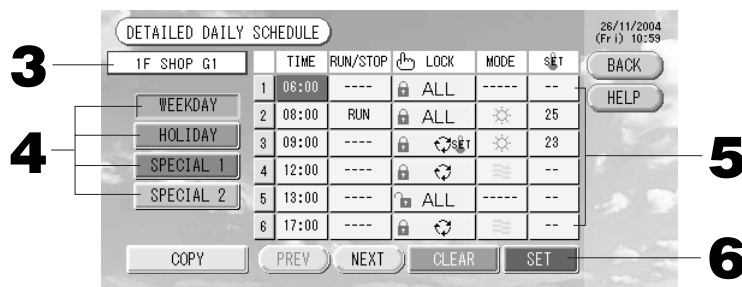 DETAILED DAILY SCHEDULE
26/11/2004
(Fri) 10:59
3
1F SHOP G1
TIME RUN/STOP LOCK MODE SET
BACK
HELP
4
WEEKDAY
HOLIDAY
SPECIAL 1
SPECIAL 2
1 06:00 ---- ALL ----- --
2 08:00 RUN ALL 25
3 09:00 ---- SET 23
4 12:00 ---- --
5 13:00 ---- ALL ----- --
6 17:00 ---- --
5
COPY PREV NEXT CLEAR SET
6